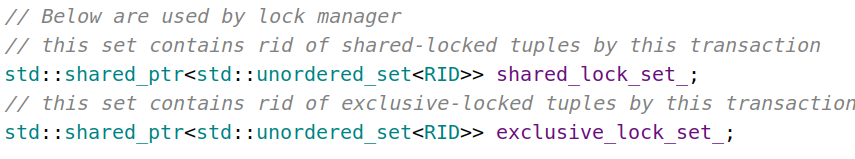 // Below are used by lock manager
// this set contains rid of shared-locked tuples by this transaction
std::shared_ptr<std::unordered_set<RID>> shared_lock_set_;
// this set contains rid of exclusive-locked tuples by this transaction
std::shared_ptr<std::unordered_set<RID>> exclusive_lock_set_;